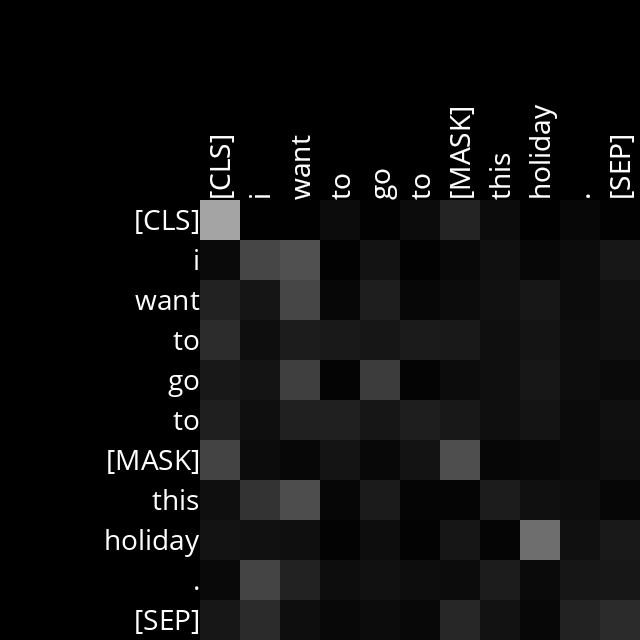 [CLS] i want to go to [MASK] this holiday . [SEP]
[CLS]
i
want
to
go
to
[MASK]
this
holiday
.
[SEP]